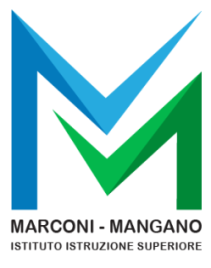 MARCONI - MANGANO
ISTITUTO ISTRUZIONE SUPERIORE